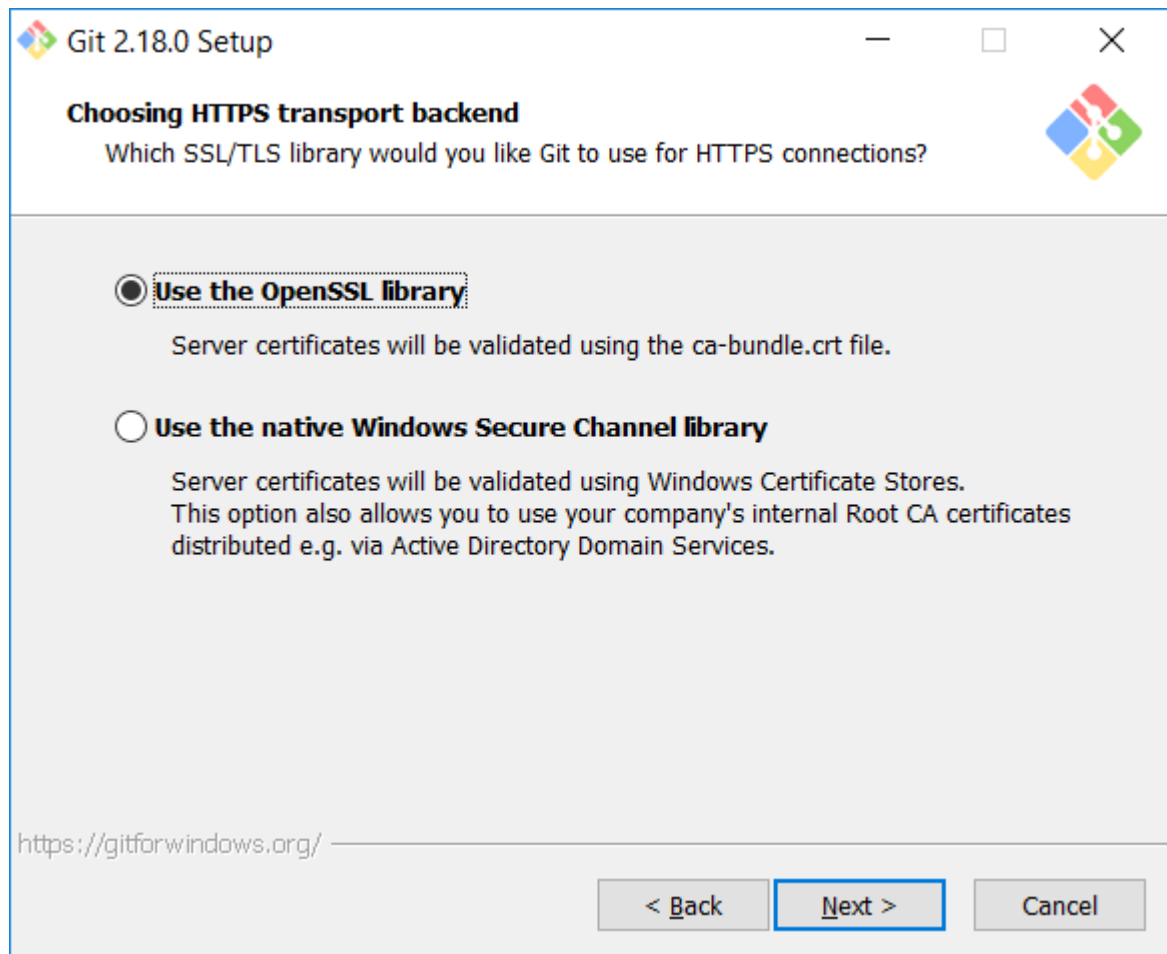 Git 2.18.0 Setup
Choosing HTTPS transport backend
Which SSL/TLS library would you like Git to use for HTTPS connections?
Use the OpenSSL library
Server certificates will be validated using the ca-bundle.crt file.
Use the native Windows Secure Channel library
Server certificates will be validated using Windows Certificate Stores.
This option also allows you to use your company's internal Root CA certificates
distributed e.g. via Active Directory Domain Services.
https://gitforwindows.org/
< Back Next > Cancel